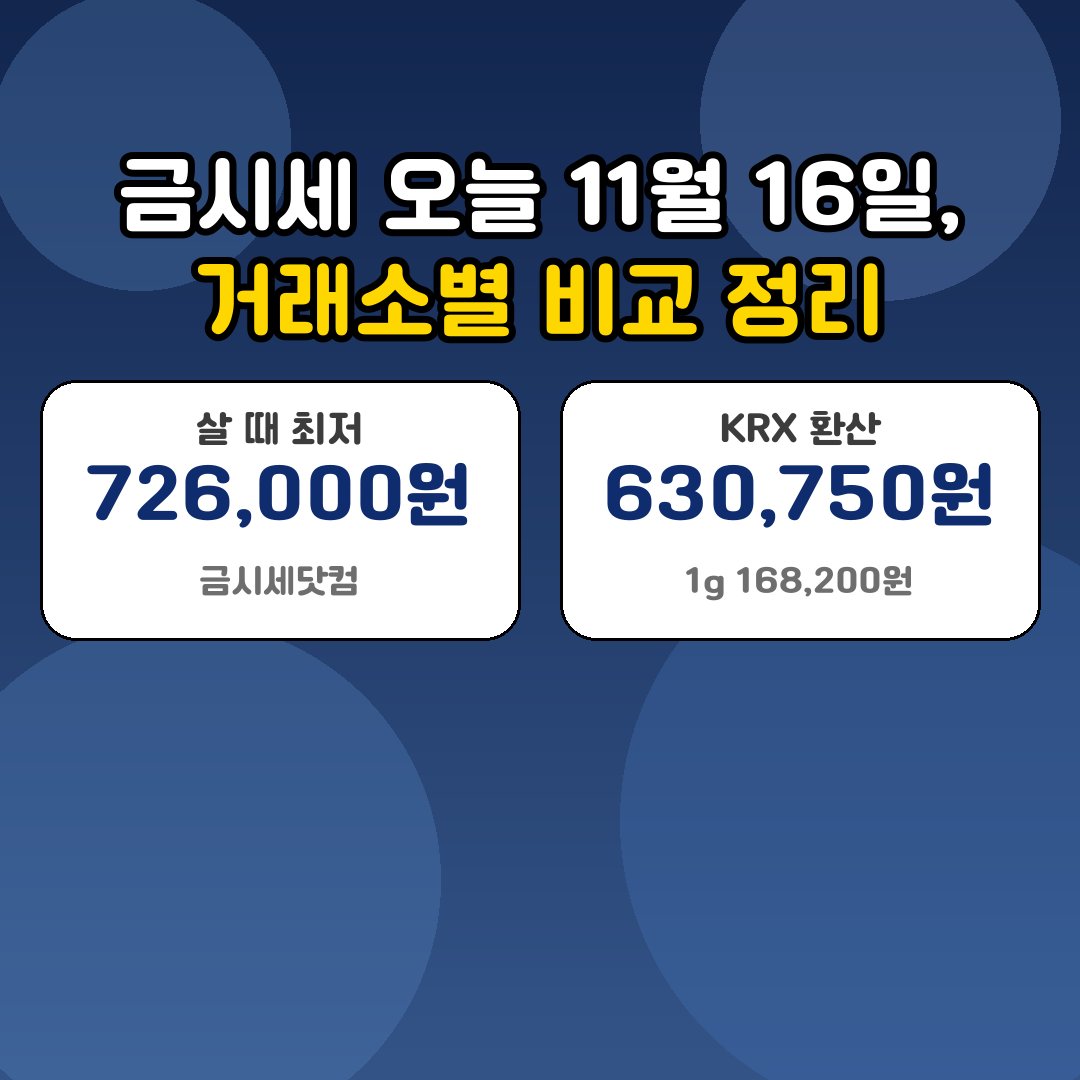 금시세 오늘 11월 16일,
거래소별 비교 정리
살 때 최저
726,000원
금시세닷컴
KRX 환산
630,750원
1g 168,200원